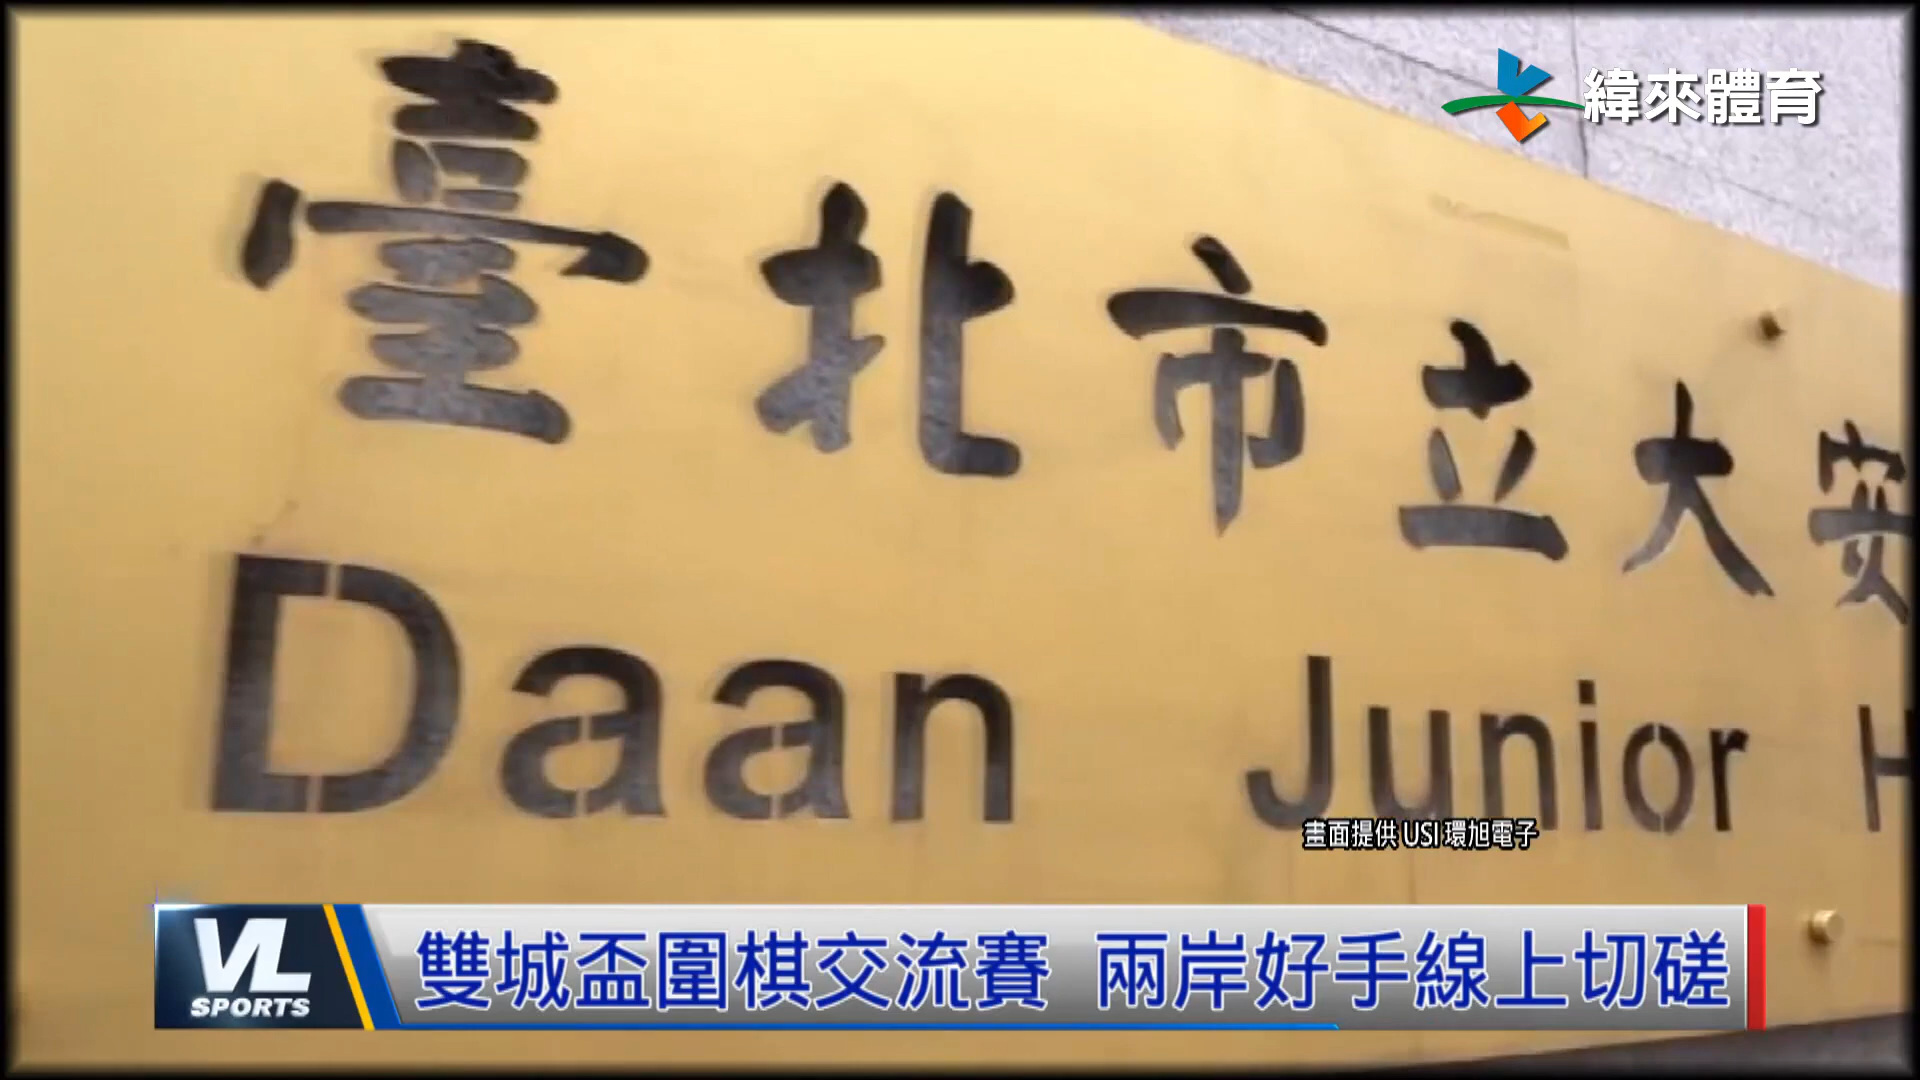 緯來體育
臺北市立大安
Daan Junior H
畫面提供 USI 環旭電子
VL
SPORTS
雙城盃圍棋交流賽 兩岸好手線上切磋